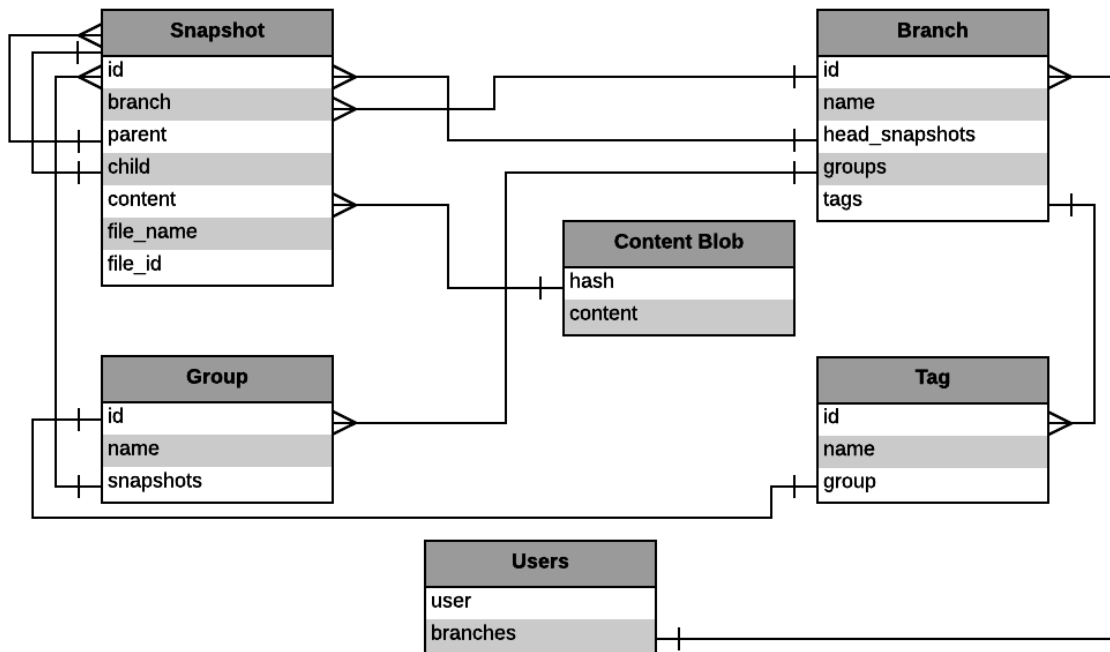 Snapshot
id
branch
parent
child
content
file_name
file_id
Branch
id
name
head_snapshots
groups
tags
Content Blob
hash
content
Group
id
name
snapshots
Tag
id
name
group
Users
user
branches